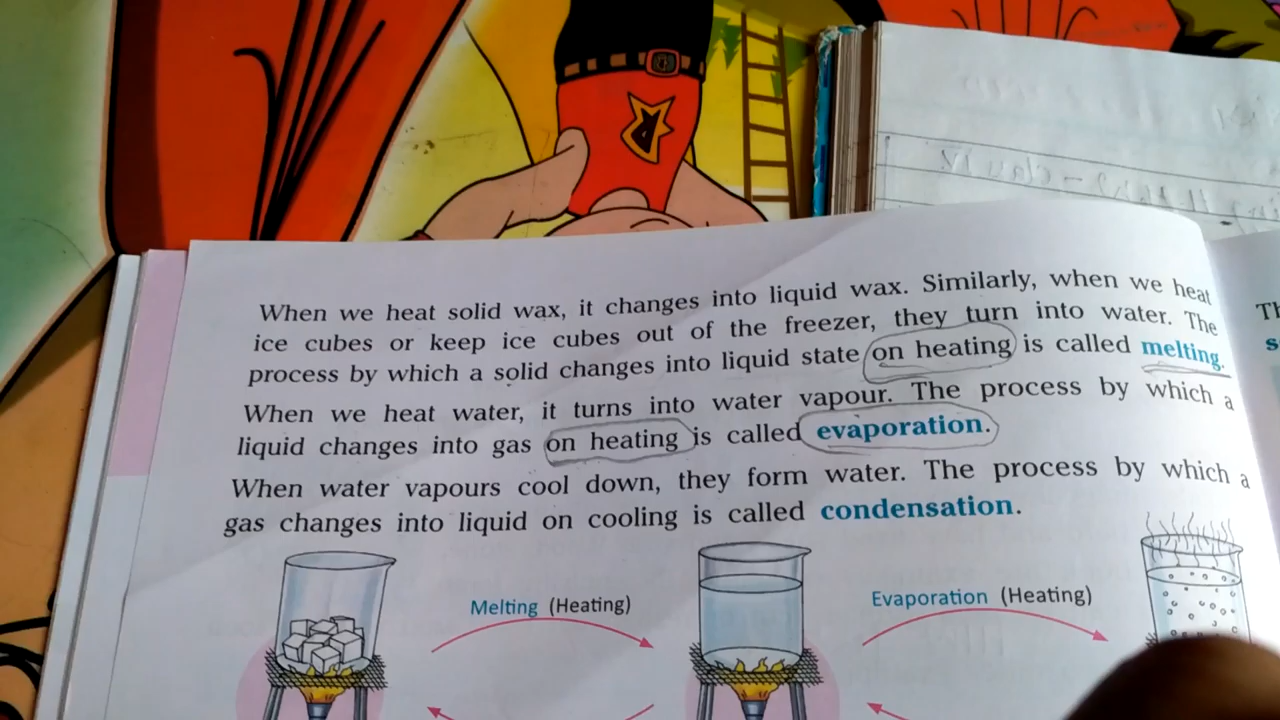 When we heat solid wax, it changes into liquid wax. Similarly, when we heat
ice cubes or keep ice cubes out of the freezer, they turn into water. The
process by which a solid changes into liquid state on heating is called melting.
When we heat water, it turns into water vapour. The process by which a
liquid changes into gas on heating is called evaporation.
When water vapours cool down, they form water. The process by which a
gas changes into liquid on cooling is called condensation.
Melting (Heating)
Evaporation (Heating)